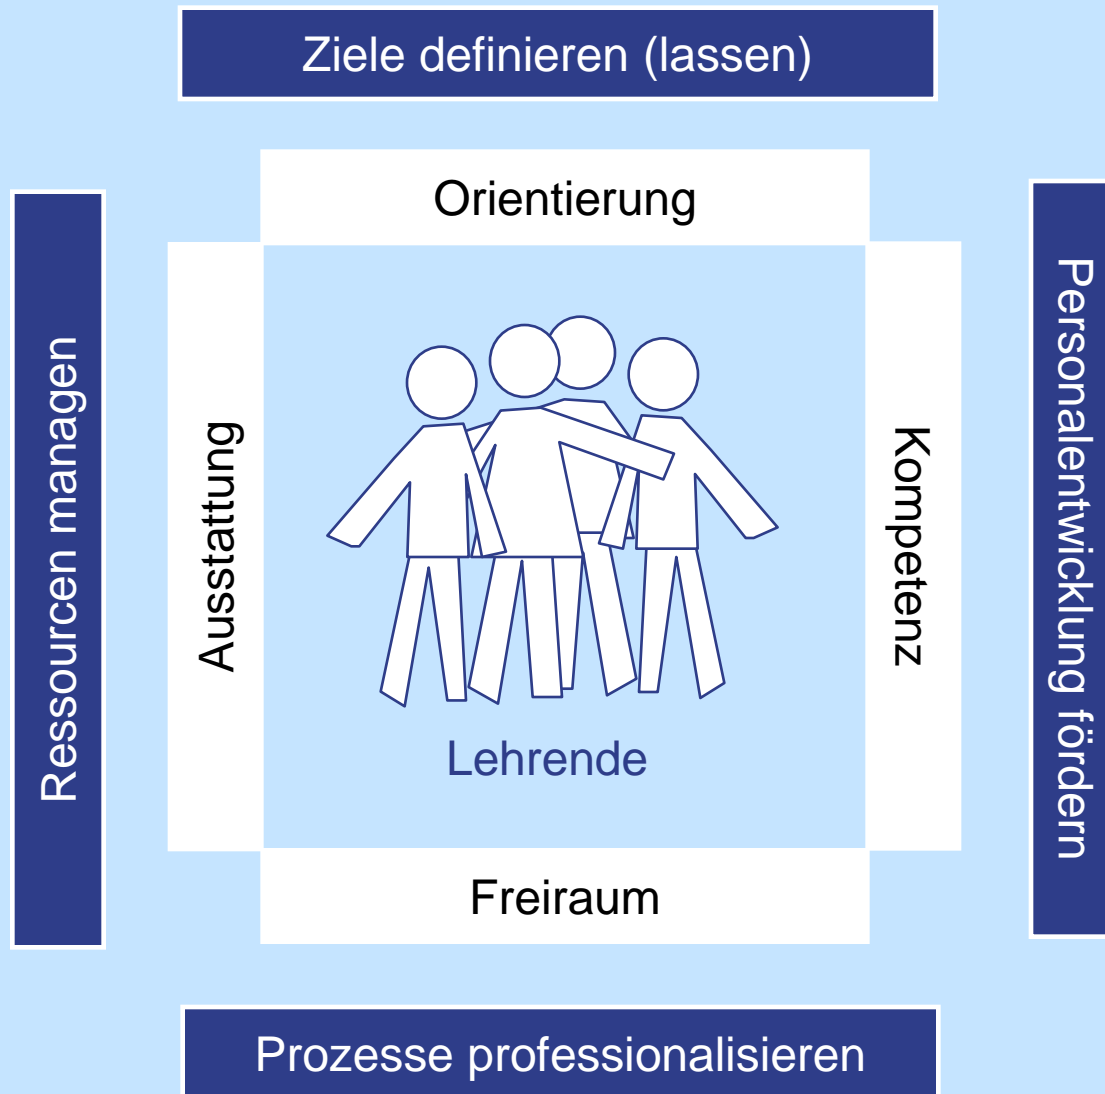 Ziele definieren (lassen)
Orientierung
Ressourcen managen
Ausstattung
Kompetenz
Personalentwicklung fördern
Lehrende
Freiraum
Prozesse professionalisieren